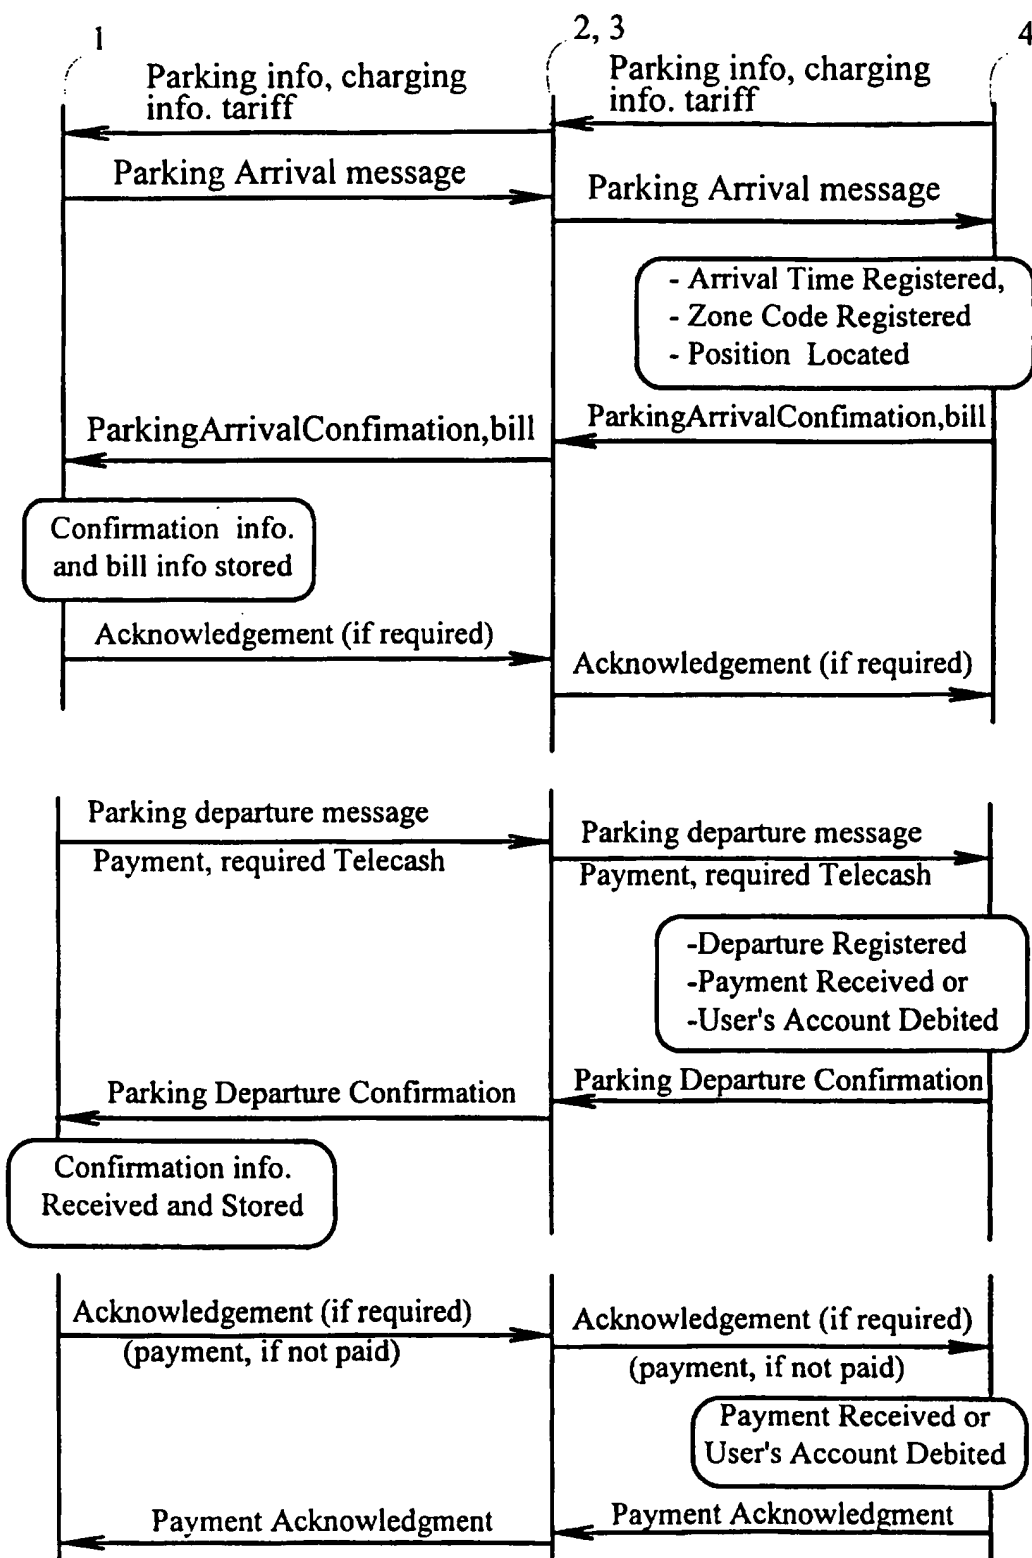 1
2, 3
4
Parking info, charging
info. tariff
Parking info, charging
info. tariff
Parking Arrival message
Parking Arrival message
- Arrival Time Registered,
- Zone Code Registered
- Position Located
ParkingArrivalConfimation,bill
ParkingArrivalConfimation,bill
Confirmation info.
and bill info stored
Acknowledgement (if required)
Acknowledgement (if required)
Parking departure message
Payment, required Telecash
Parking departure message
Payment, required Telecash
-Departure Registered
-Payment Received or
-User's Account Debited
Parking Departure Confirmation
Parking Departure Confirmation
Confirmation info.
Received and Stored
Acknowledgement (if required)
(payment, if not paid)
Acknowledgement (if required)
(payment, if not paid)
Payment Received or
User's Account Debited
Payment Acknowledgment
Payment Acknowledgment